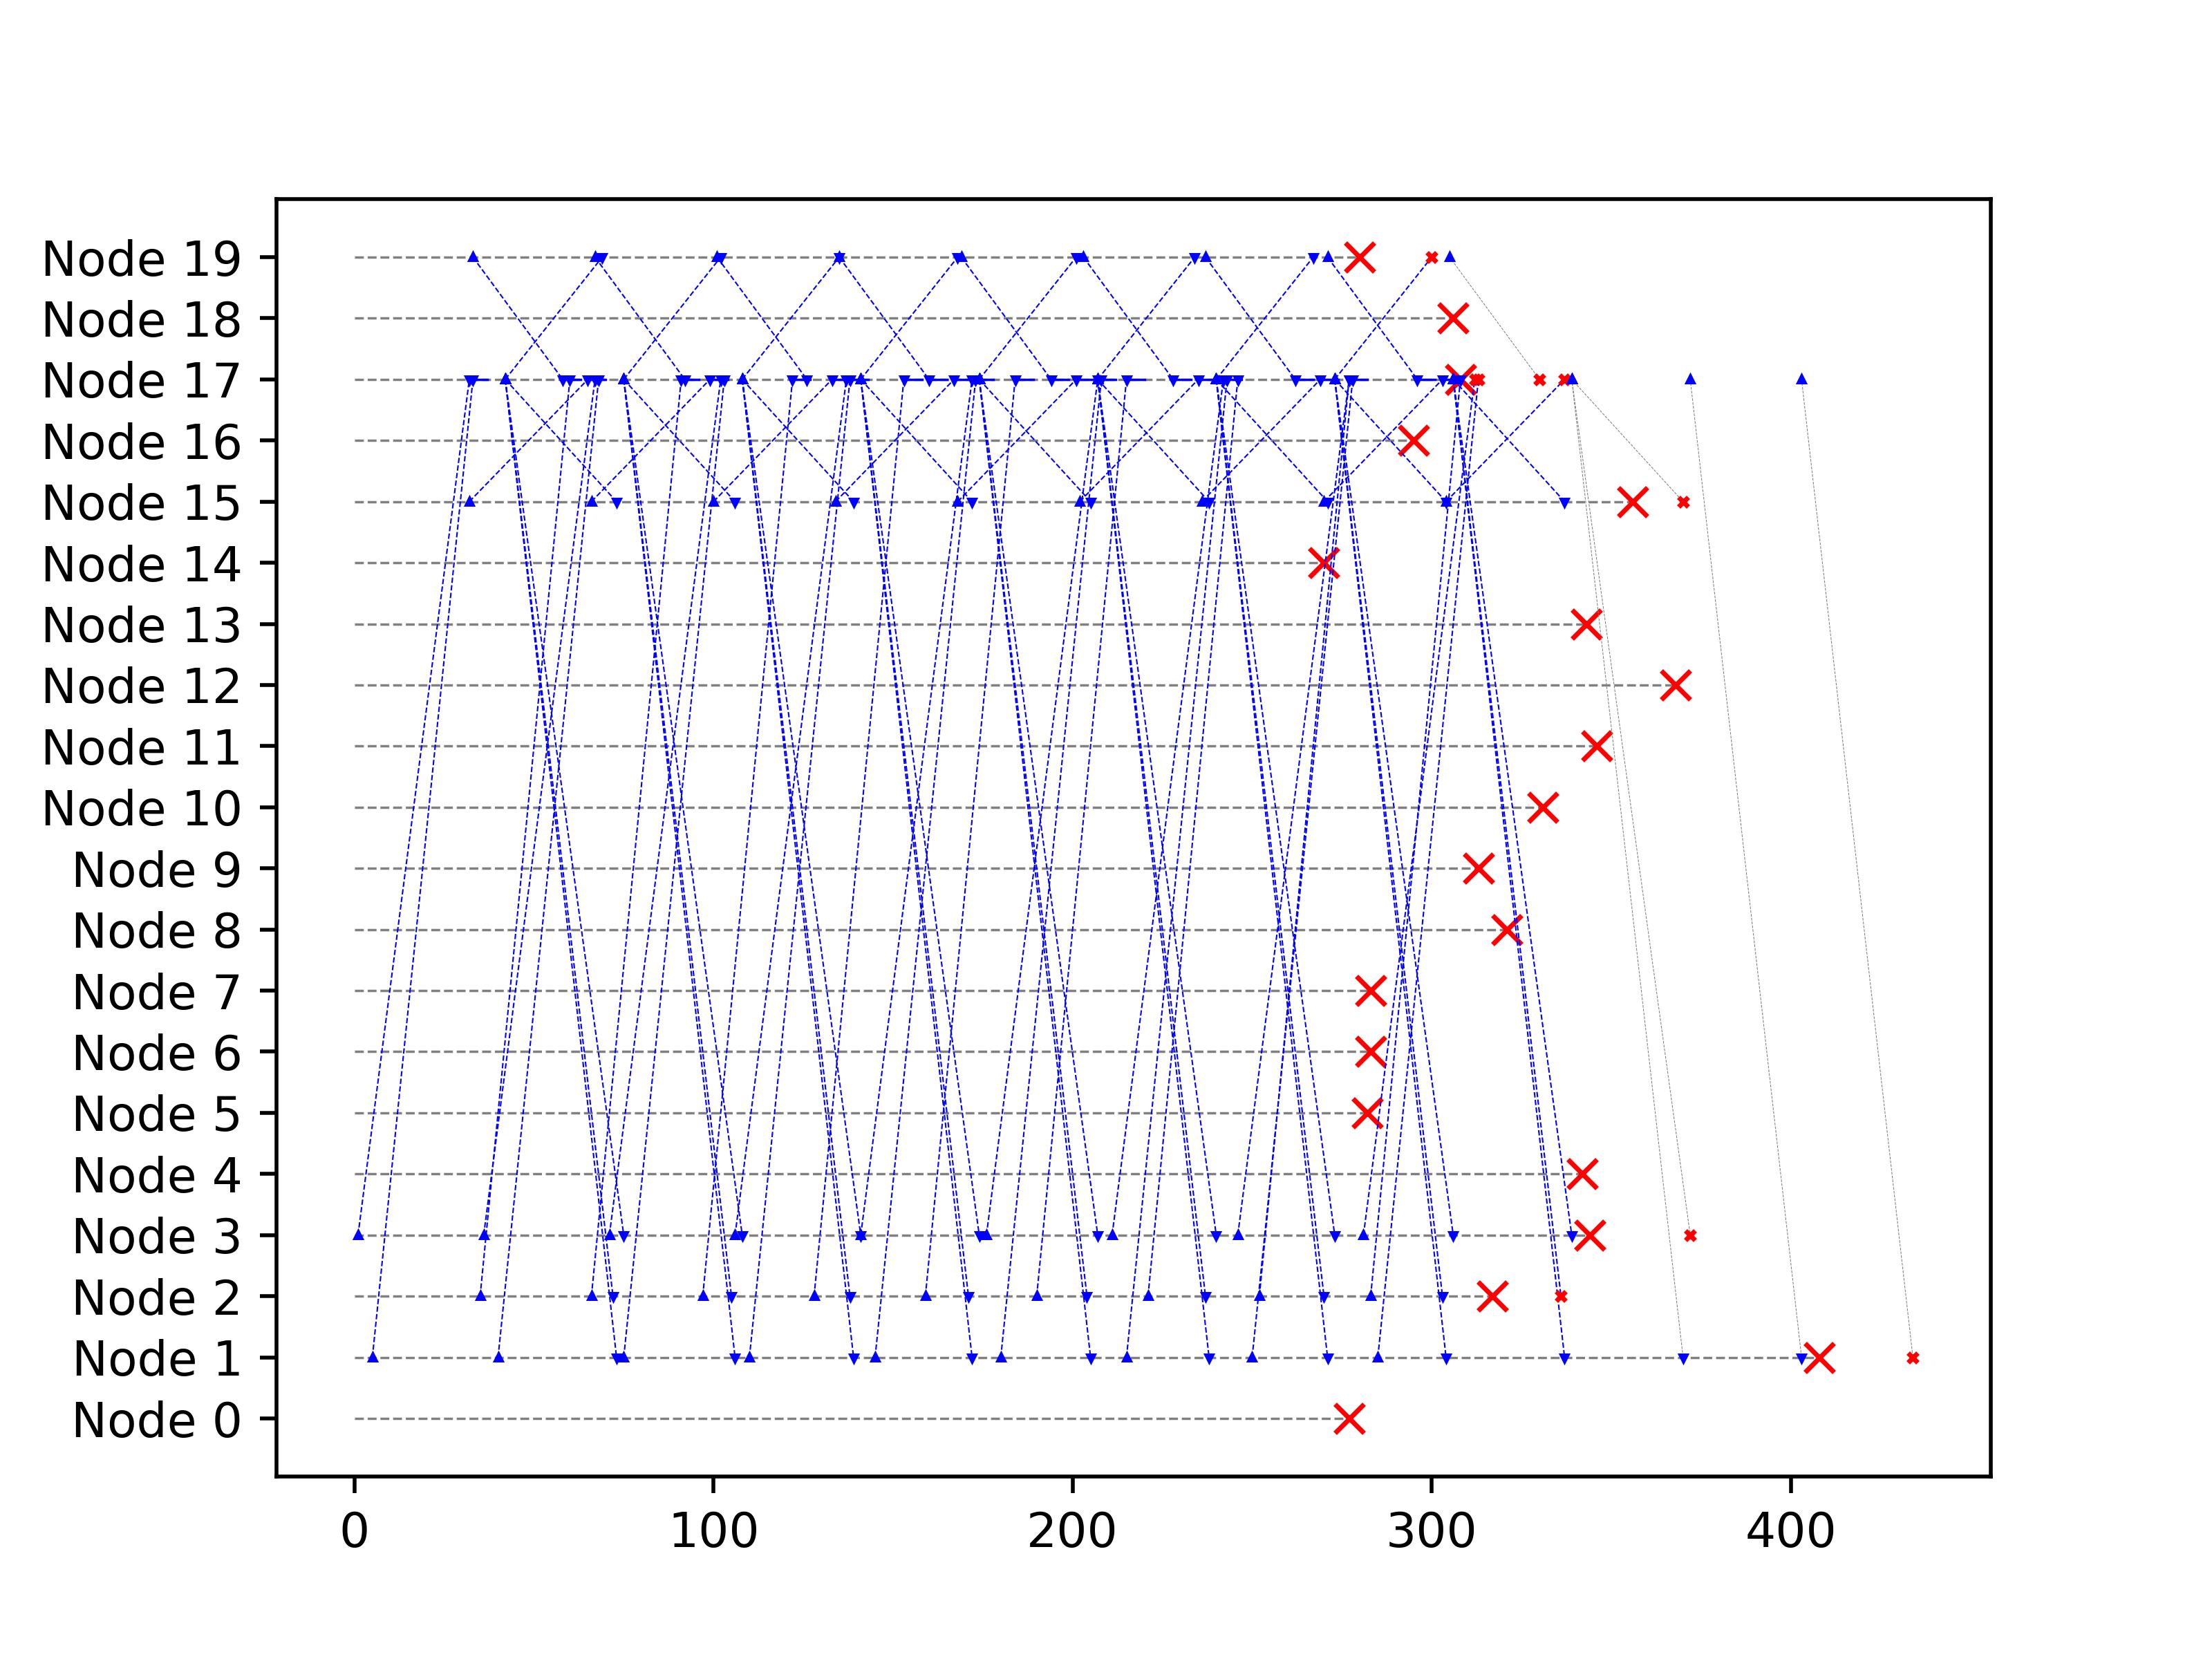 Node 19
Node 18
Node 17
Node 16
Node 15
Node 14
Node 13
Node 12
Node 11
Node 10
Node 9
Node 8
Node 7
Node 6
Node 5
Node 4
Node 3
Node 2
Node 1
Node 0
0 100 200 300 400